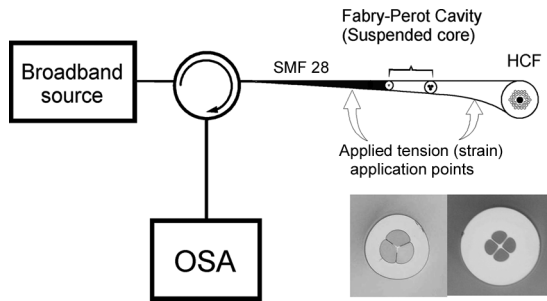 Fabry-Perot Cavity
(Suspended core)
SMF 28
HCF
Broadband
source
Applied tension (strain)
application points
OSA